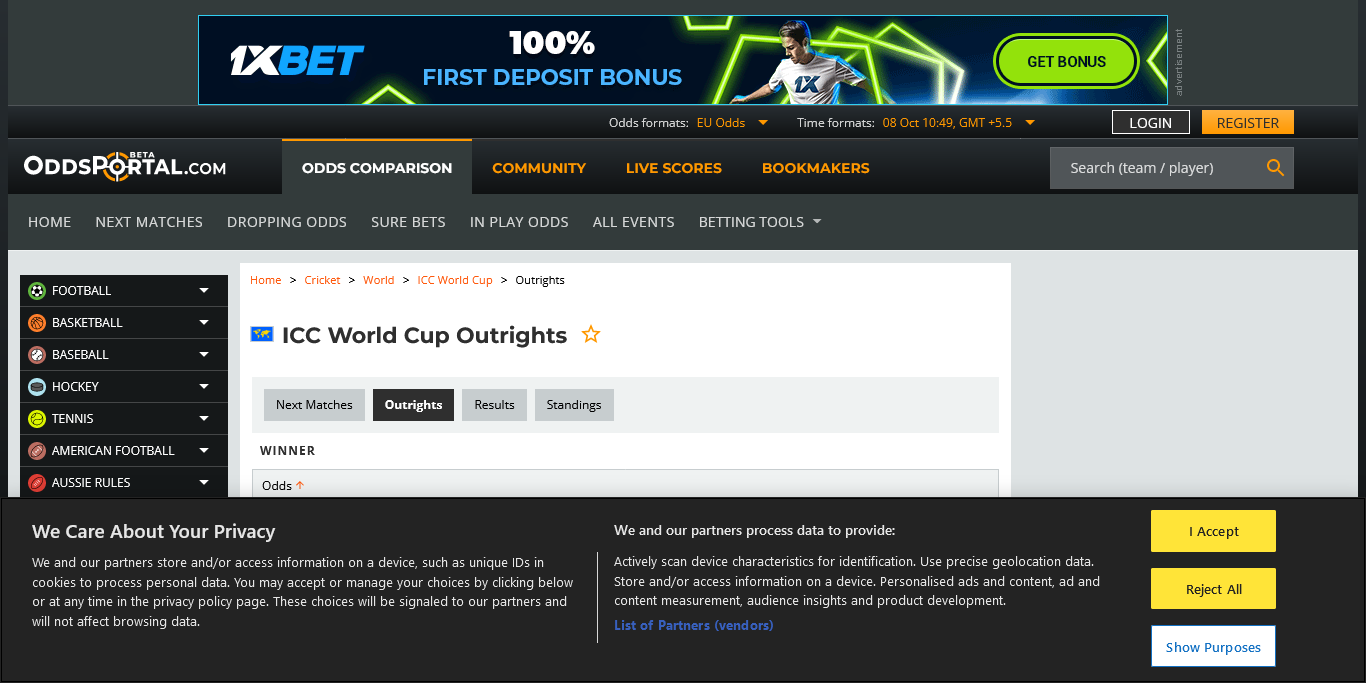 1XBET
100%
FIRST DEPOSIT BONUS
1X
GET BONUS
advertisement
Odds formats: EU Odds
Time formats: 08 Oct 10:49, GMT +5.5
LOGIN
REGISTER
ODDSPORTAL.COM
BETA
ODDS COMPARISON
COMMUNITY
LIVE SCORES
BOOKMAKERS
Search (team / player)
HOME
NEXT MATCHES
DROPPING ODDS
SURE BETS
IN PLAY ODDS
ALL EVENTS
BETTING TOOLS
FOOTBALL
BASKETBALL
BASEBALL
HOCKEY
TENNIS
AMERICAN FOOTBALL
AUSSIE RULES
Home > Cricket > World > ICC World Cup > Outrights
ICC World Cup Outrights
Next Matches
Outrights
Results
Standings
WINNER
Odds
We Care About Your Privacy
We and our partners store and/or access information on a device, such as unique IDs in
cookies to process personal data. You may accept or manage your choices by clicking below
or at any time in the privacy policy page. These choices will be signaled to our partners and
will not affect browsing data.
We and our partners process data to provide:
Actively scan device characteristics for identification. Use precise geolocation data.
Store and/or access information on a device. Personalised ads and content, ad and
content measurement, audience insights and product development.
List of Partners (vendors)
I Accept
Reject All
Show Purposes